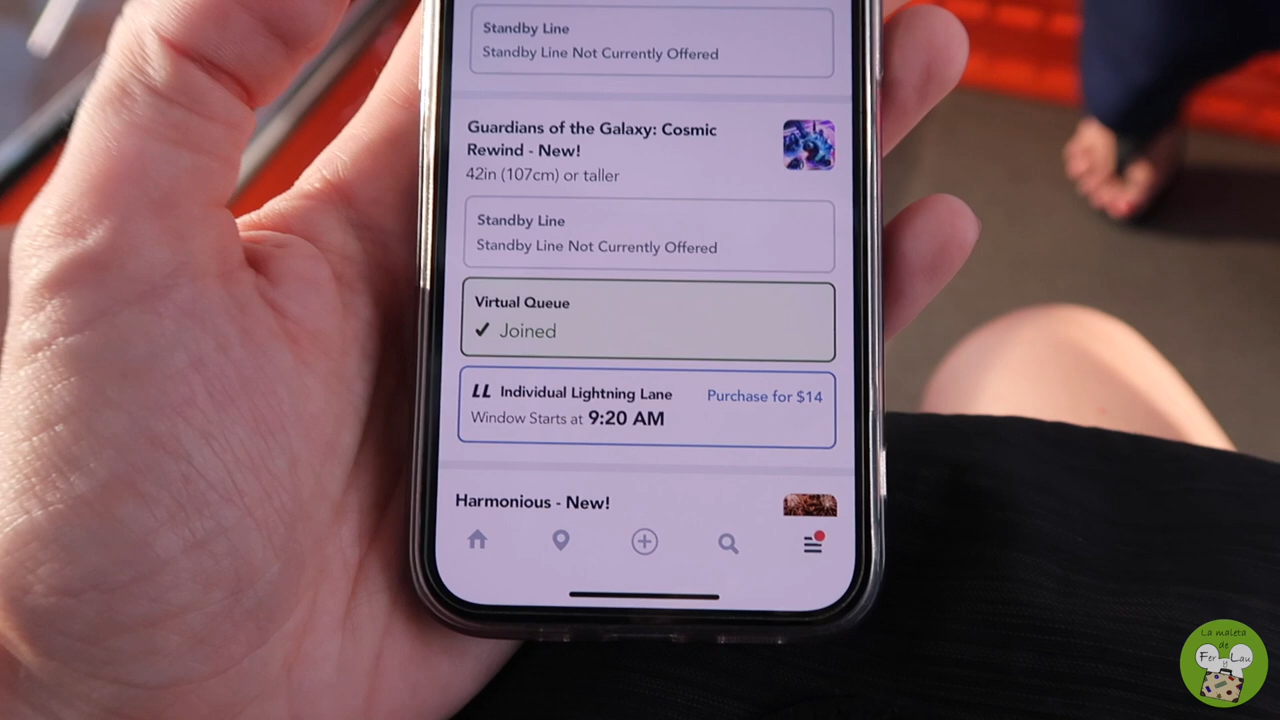 Standby Line
Standby Line Not Currently Offered
Guardians of the Galaxy: Cosmic
Rewind - New!
42in (107cm) or taller
Standby Line
Standby Line Not Currently Offered
Virtual Queue
✓ Joined
LL Individual Lightning Lane Purchase for $14
Window Starts at 9:20 AM
Harmonious - New!
La maleta
de
Fer y Lau